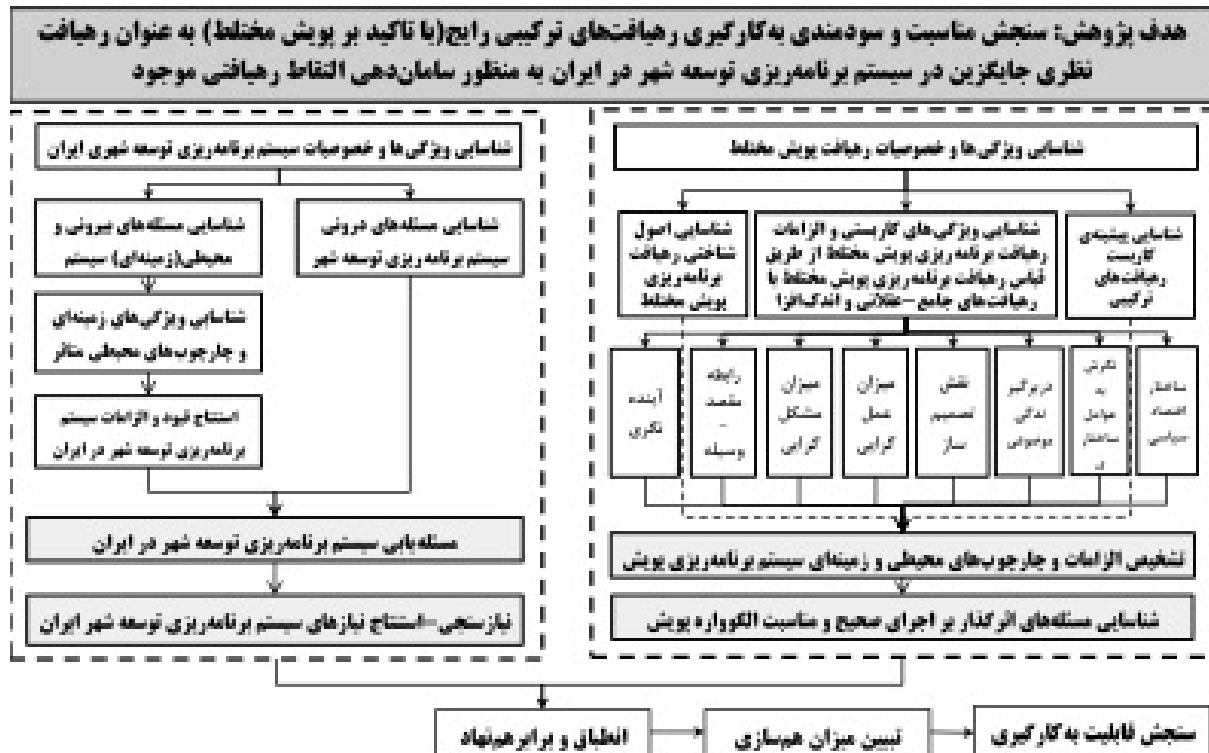 هدف پژوهش: سنجش مناسبت و سودمندی به‌کارگیری رهیافت‌های ترکیبی رایج(با تاکید بر پویش مختلط) به عنوان رهیافت
نظری جایگزین در سیستم برنامه‌ریزی توسعه شهر در ایران به منظور سامان‌دهی التقاط رهیافتی موجود
شناسایی ویژگی‌ها و خصوصیات رهیافت پویش مختلط
شناسایی پیشینه‌ی
کاربست
رهیافت‌های
ترکیبی
شناسایی ویژگی‌های کاربستی و الزامات
رهیافت برنامه‌ریزی پویش مختلط از طریق
قیاس رهیافت برنامه‌ریزی پویش مختلط با
رهیافت‌های جامع-عقلانی و اندک‌افزا
شناسایی اصول
شناختی رهیافت
برنامه‌ریزی
پویش مختلط
ساختار
اقتصاد
سیاسی
نگرش
به
عوامل
ساختار
ی
دربرگیر
ندگی
موضوعی
نقش
تصمیم
ساز
میزان
عمل
گرایی
میزان
مشکل
گرایی
رابطه
مقصد
-
وسیله
آینده
نگری
تشخیص الزامات و چارچوب‌های محیطی و زمینه‌ای سیستم برنامه‌ریزی پویش
شناسایی مسئله‌های اثرگذار بر اجرای صحیح و مناسبت الگوواره پویش
شناسایی ویژگی‌ها و خصوصیات سیستم برنامه‌ریزی توسعه شهری ایران
شناسایی مسئله‌های درونی
سیستم برنامه ریزی توسعه شهر
شناسایی مسئله‌های بیرونی و
محیطی(زمینه‌ای) سیستم
شناسایی ویژگی‌های زمینه‌ای
و چارچوب‌های محیطی متاثر
استنتاج قیود و الزامات سیستم
برنامه‌ریزی توسعه شهر در ایران
مسئله‌یابی سیستم برنامه‌ریزی توسعه شهر در ایران
نیازسنجی-استنتاج نیازهای سیستم برنامه‌ریزی توسعه شهر ایران
انطباق و برابرهم‌نهاد
تبیین میزان هم‌سازی
سنجش قابلیت به‌کارگیری